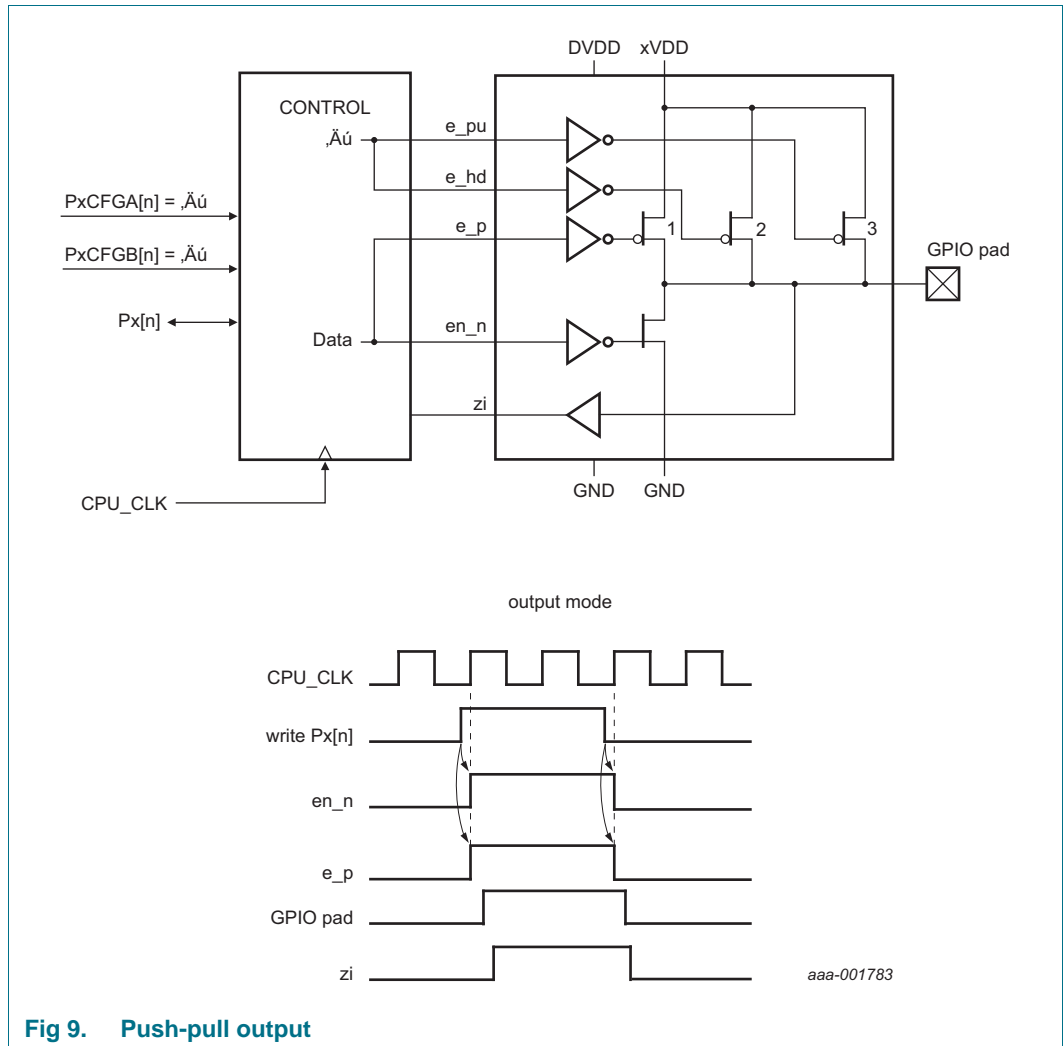 DVDD xVDD
CONTROL
‚Äú
e_pu
e_hd
PxCFGA[n] = ‚Äú
e_p
1
2
3
GPIO pad
PxCFGB[n] = ‚Äú
Px[n]
Data
en_n
zi
GND GND
CPU_CLK
output mode
CPU_CLK
write Px[n]
en_n
e_p
GPIO pad
zi
aaa-001783
Fig 9. Push-pull output